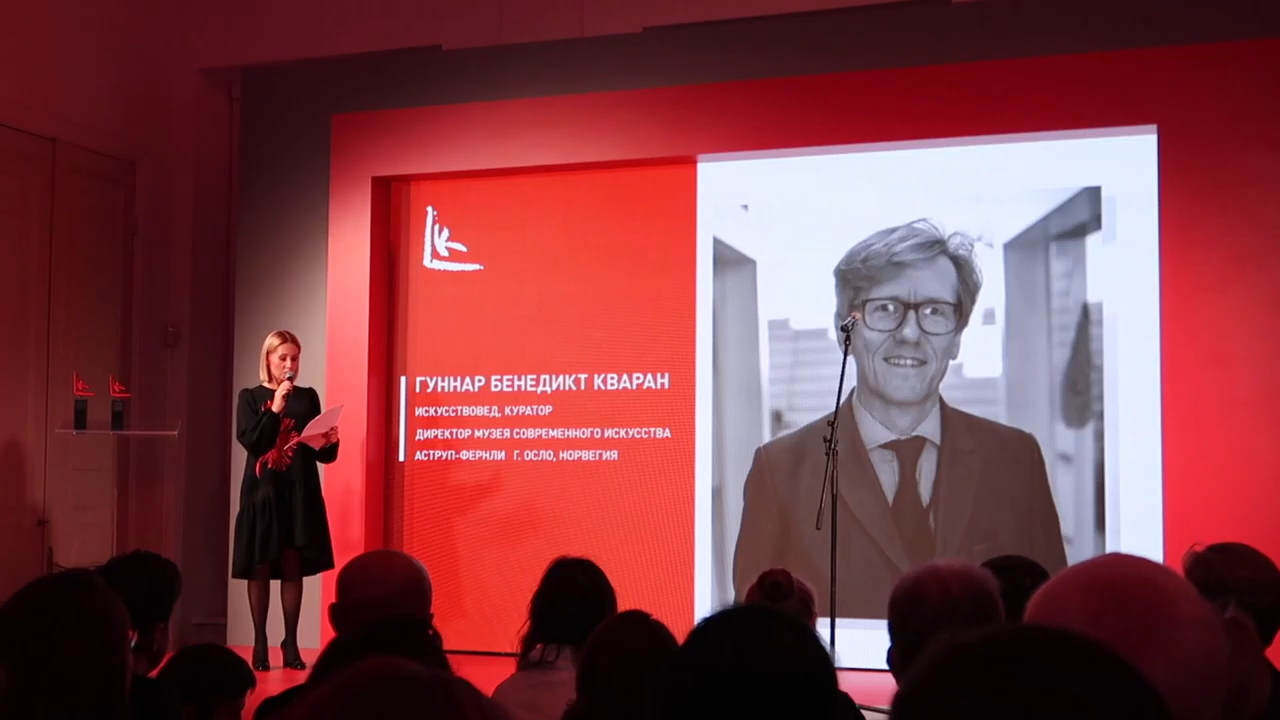 ГУННАР БЕНЕДИКТ КВАРАН
ИСКУССТВОВЕД, КУРАТОР
ДИРЕКТОР МУЗЕЯ СОВРЕМЕННОГО ИСКУССТВА
АСТРУП-ФЕРНЛИ Г. ОСЛО, НОРВЕГИЯ